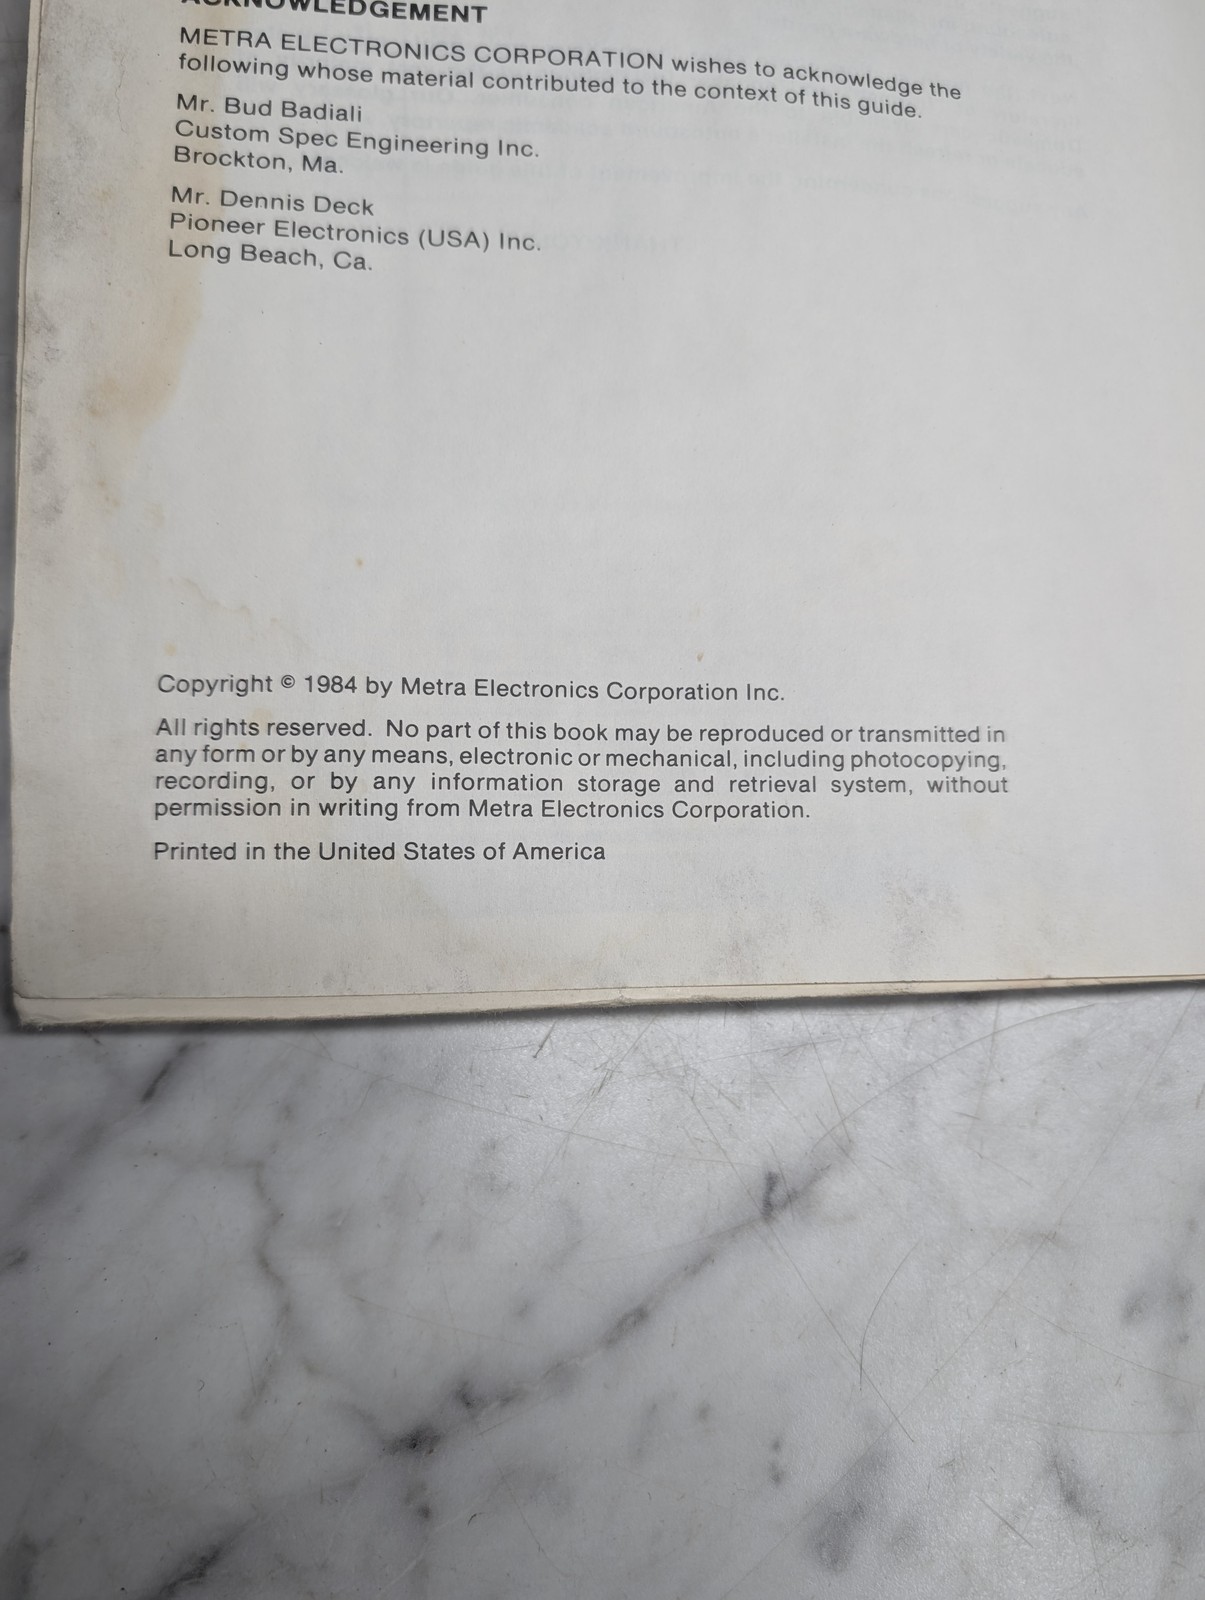 ACKNOWLEDGEMENT
METRA ELECTRONICS CORPORATION wishes to acknowledge the
following whose material contributed to the context of this guide.
Mr. Bud Badiali
Custom Spec Engineering Inc.
Brockton, Ma.
Mr. Dennis Deck
Pioneer Electronics (USA) Inc.
Long Beach, Ca.
Copyright © 1984 by Metra Electronics Corporation Inc.
All rights reserved. No part of this book may be reproduced or transmitted in
any form or by any means, electronic or mechanical, including photocopying,
recording, or by any information storage and retrieval system, without
permission in writing from Metra Electronics Corporation.
Printed in the United States of America